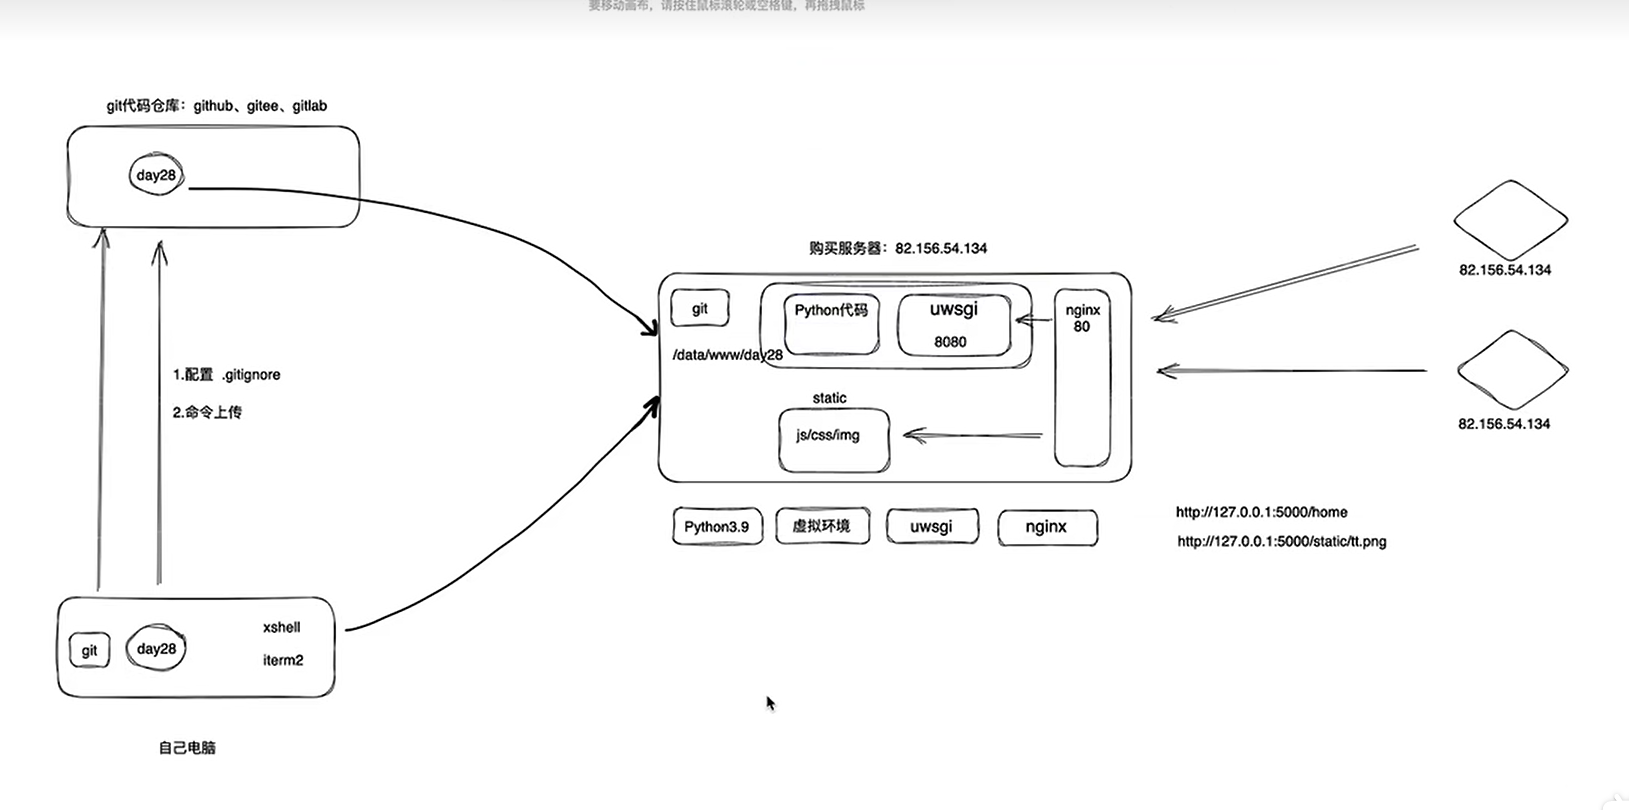 要移动画布，请按住鼠标滚轮或空格键，再拖拽鼠标
git代码仓库：github、gitee、gitlab
day28
购买服务器：82.156.54.134
82.156.54.134
git
Python代码
uwsgi
8080
nginx
80
/data/www/day28
1.配置 .gitignore
2.命令上传
static
js/css/img
82.156.54.134
Python3.9
虚拟环境
uwsgi
nginx
http://127.0.0.1:5000/home
http://127.0.0.1:5000/static/tt.png
git
day28
xshell
iterm2
自己电脑